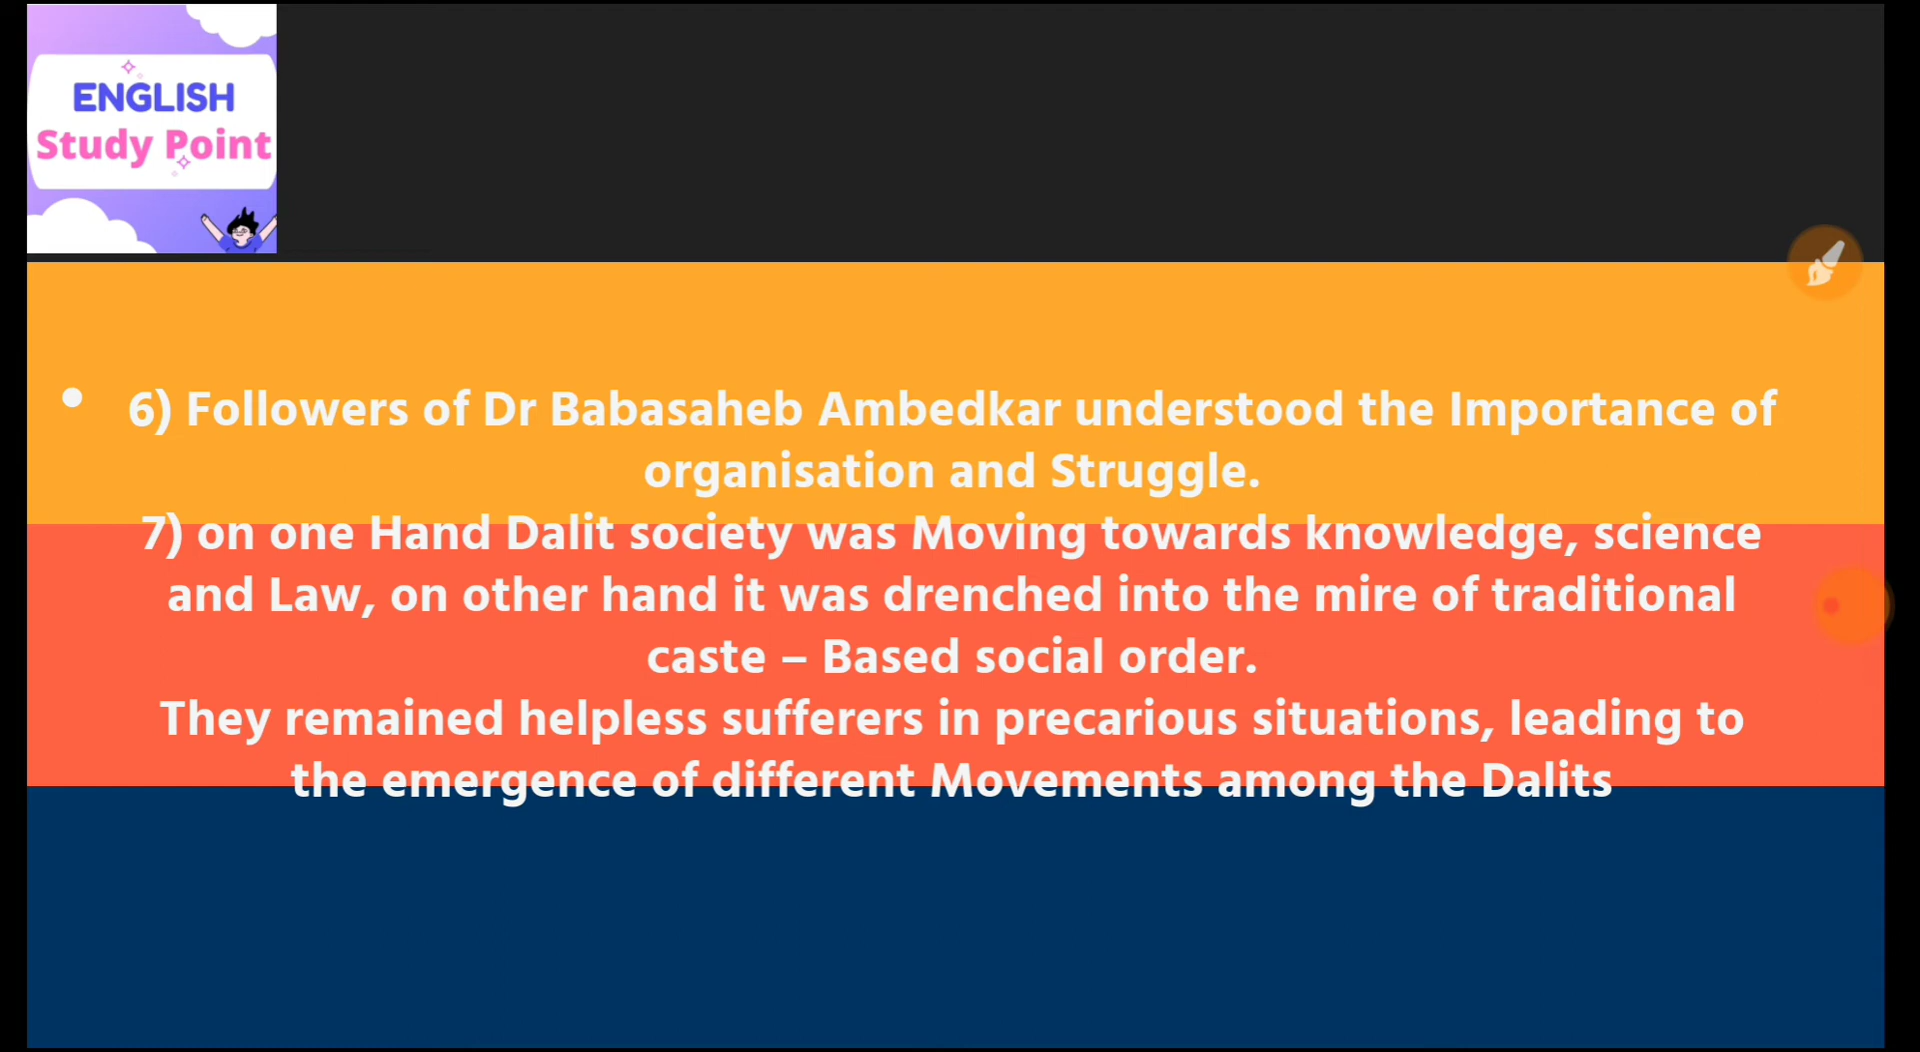 ENGLISH
Study Point
• 6) Followers of Dr Babasaheb Ambedkar understood the Importance of
organisation and Struggle.
7) on one Hand Dalit society was Moving towards knowledge, science
and Law, on other hand it was drenched into the mire of traditional
caste – Based social order.
They remained helpless sufferers in precarious situations, leading to
the emergence of different Movements among the Dalits